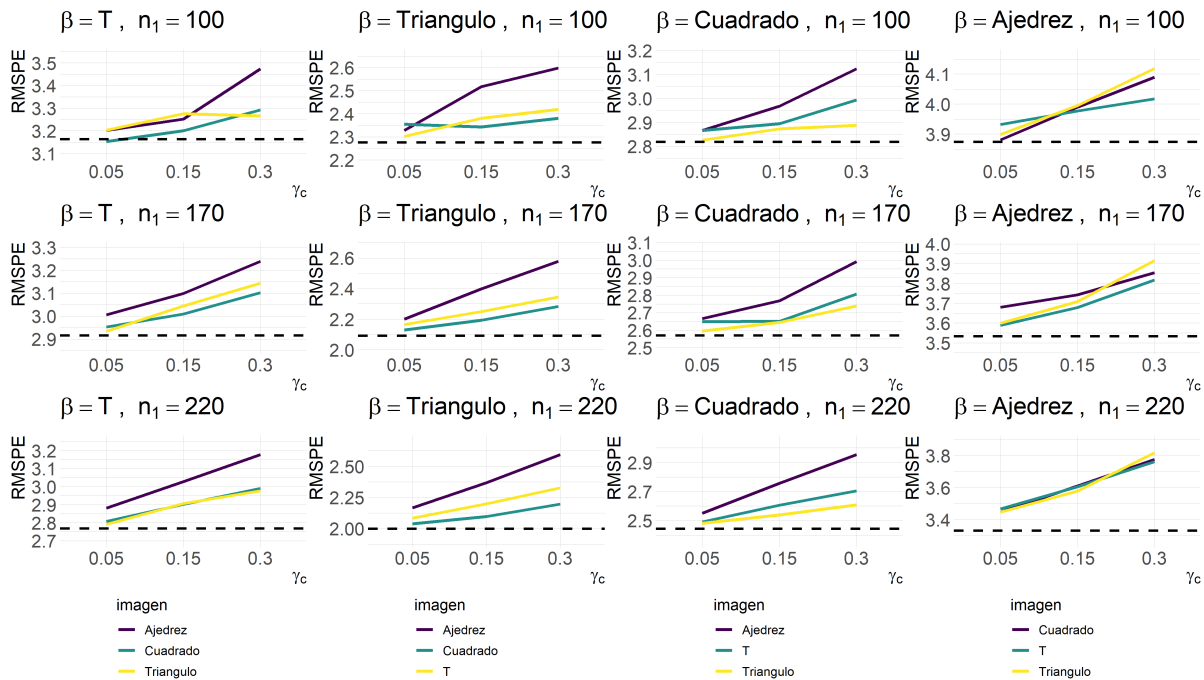 β = T , n₁ = 100
RMSPE
3.5
3.4
3.3
3.2
3.1
0.05 0.15 0.3
γc
β = Triangulo , n₁ = 100
RMSPE
2.6
2.5
2.4
2.3
2.2
0.05 0.15 0.3
γc
β = Cuadrado , n₁ = 100
RMSPE
3.2
3.1
3.0
2.9
2.8
0.05 0.15 0.3
γc
β = Ajedrez , n₁ = 100
RMSPE
4.1
4.0
3.9
0.05 0.15 0.3
γc
β = T , n₁ = 170
RMSPE
3.3
3.2
3.1
3.0
2.9
0.05 0.15 0.3
γc
β = Triangulo , n₁ = 170
RMSPE
2.6
2.4
2.2
2.0
0.05 0.15 0.3
γc
β = Cuadrado , n₁ = 170
RMSPE
3.1
3.0
2.9
2.8
2.7
2.6
2.5
0.05 0.15 0.3
γc
β = Ajedrez , n₁ = 170
RMSPE
4.0
3.9
3.8
3.7
3.6
3.5
0.05 0.15 0.3
γc
β = T , n₁ = 220
RMSPE
3.2
3.1
3.0
2.9
2.8
2.7
0.05 0.15 0.3
γc
β = Triangulo , n₁ = 220
RMSPE
2.50
2.25
2.00
0.05 0.15 0.3
γc
β = Cuadrado , n₁ = 220
RMSPE
2.9
2.7
2.5
0.05 0.15 0.3
γc
β = Ajedrez , n₁ = 220
RMSPE
3.8
3.6
3.4
0.05 0.15 0.3
γc
imagen
Ajedrez
Cuadrado
Triangulo
imagen
Ajedrez
Cuadrado
T
imagen
Ajedrez
T
Triangulo
imagen
Cuadrado
T
Triangulo